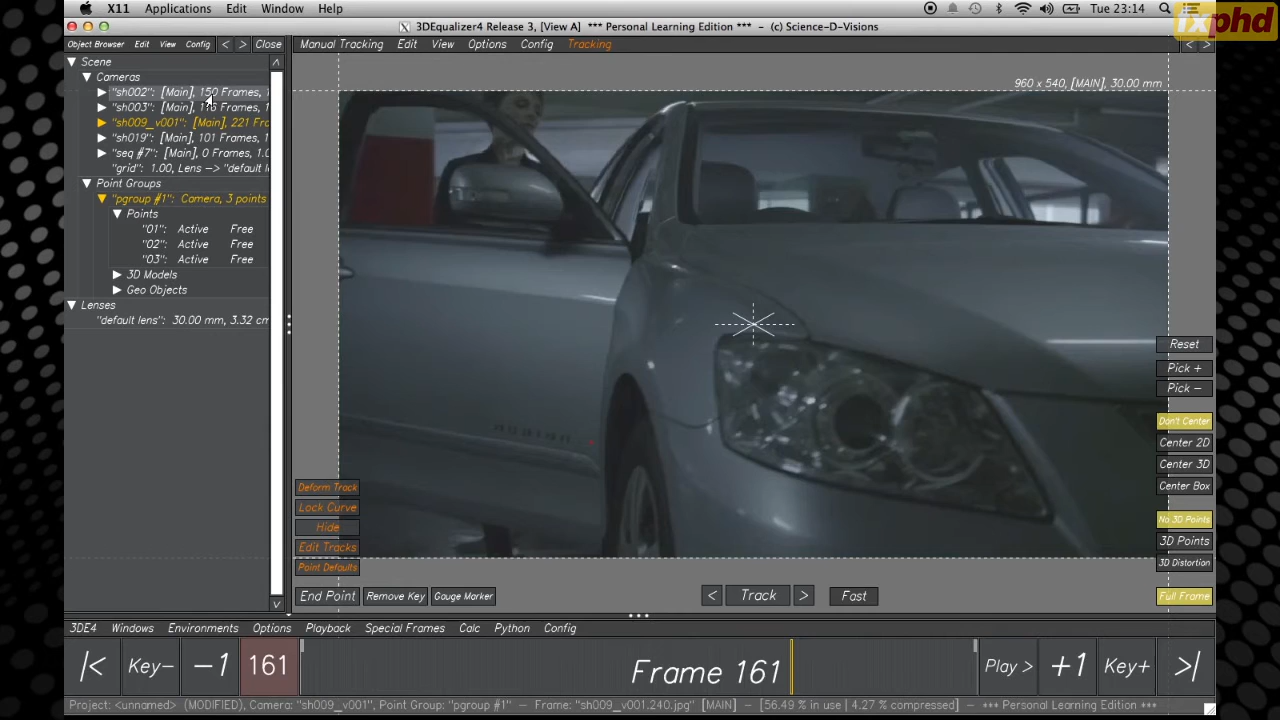 X11 Applications Edit Window Help Tue 23:14
fxphd
3DEqualizer4 Release 3, [View A] *** Personal Learning Edition *** - (c) Science-D-Visions
Object Browser Edit View Config < > Close Manual Tracking Edit View Options Config Tracking < >
Scene
Cameras
"sh002": [Main], 150 Frames, 1
"sh003": [Main], 116 Frames, 1
"sh009_v001": [Main], 221 Fra
"sh019": [Main], 101 Frames, 1
"seq #7": [Main], 0 Frames, 1.0
"grid": 1.00, Lens -> "default l
Point Groups
"pgroup #1": Camera, 3 points
Points
"01": Active Free
"02": Active Free
"03": Active Free
3D Models
Geo Objects
Lenses
"default lens": 30.00 mm, 3.32 cm
960 x 540, [MAIN], 30.00 mm
Reset
Pick +
Pick -
Don't Center
Center 2D
Center 3D
Center Box
No 3D Points
3D Points
3D Distortion
Full Frame
Deform Track
Lock Curve
Hide
Edit Tracks
Point Defaults
End Point Remove Key Gauge Marker < Track > Fast
3DE4 Windows Environments Options Playback Special Frames Calc Python Config
|< Key- -1 161 Frame 161 Play > +1 Key+ >|
Project: <unnamed> (MODIFIED), Camera: "sh009_v001", Point Group: "pgroup #1" - Frame: "sh009_v001.240.jpg" [MAIN] - [56.49 % in use | 4.27 % compressed] - *** Personal Learning Edition ***